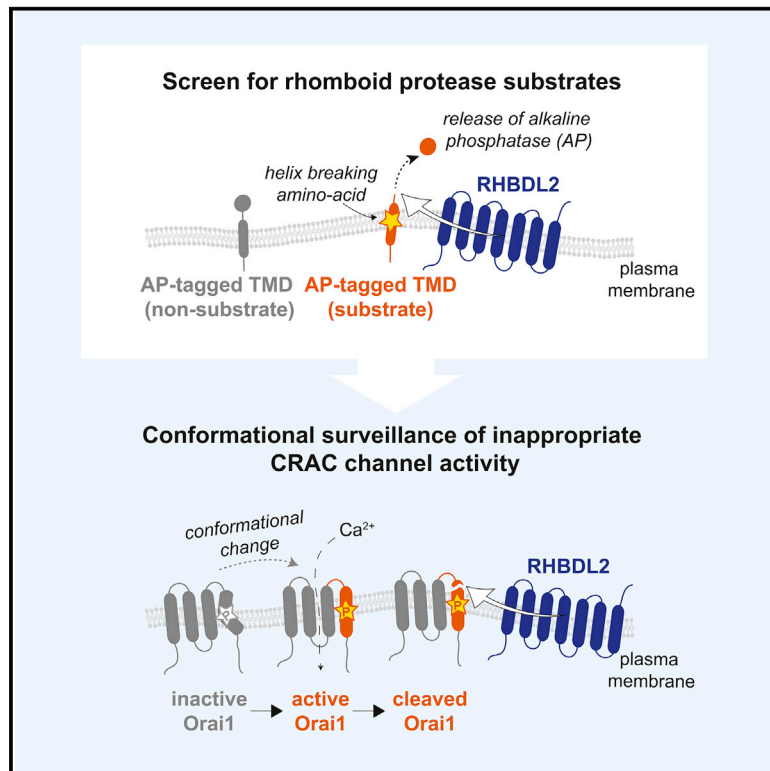 Screen for rhomboid protease substrates
release of alkaline
phosphatase (AP)
helix breaking
amino-acid
RHBDL2
plasma
membrane
AP-tagged TMD
(non-substrate)
AP-tagged TMD
(substrate)
Conformational surveillance of inappropriate
CRAC channel activity
conformational
change
Ca²⁺
RHBDL2
P
P
P
plasma
membrane
inactive
Orai1
active
Orai1
cleaved
Orai1